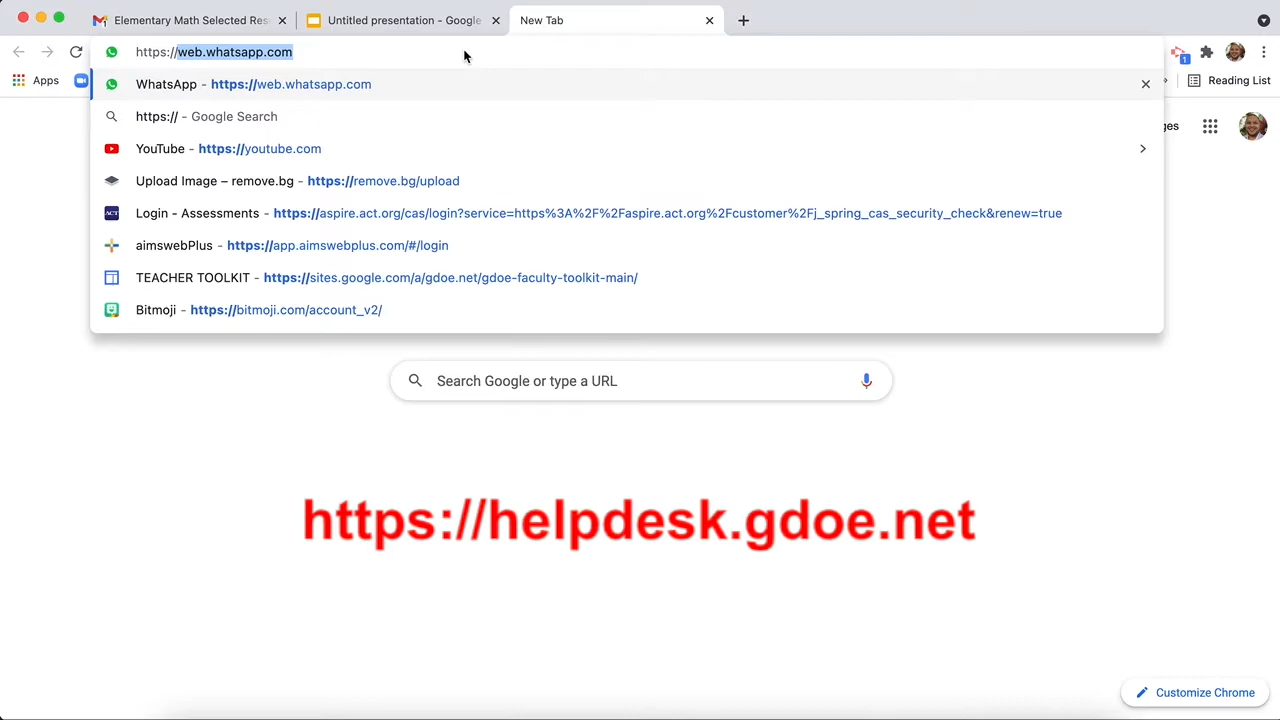 Elementary Math Selected Res
Untitled presentation - Google
New Tab
https://web.whatsapp.com
Apps
1
Reading List
WhatsApp - https://web.whatsapp.com
https:// - Google Search
YouTube - https://youtube.com
Upload Image – remove.bg - https://remove.bg/upload
ACT
Login - Assessments - https://aspire.act.org/cas/login?service=https%3A%2F%2Faspire.act.org%2Fcustomer%2Fj_spring_cas_security_check&renew=true
aimswebPlus - https://app.aimswebplus.com/#/login
TEACHER TOOLKIT - https://sites.google.com/a/gdoe.net/gdoe-faculty-toolkit-main/
Bitmoji - https://bitmoji.com/account_v2/
ges
Search Google or type a URL
https://helpdesk.gdoe.net
Customize Chrome